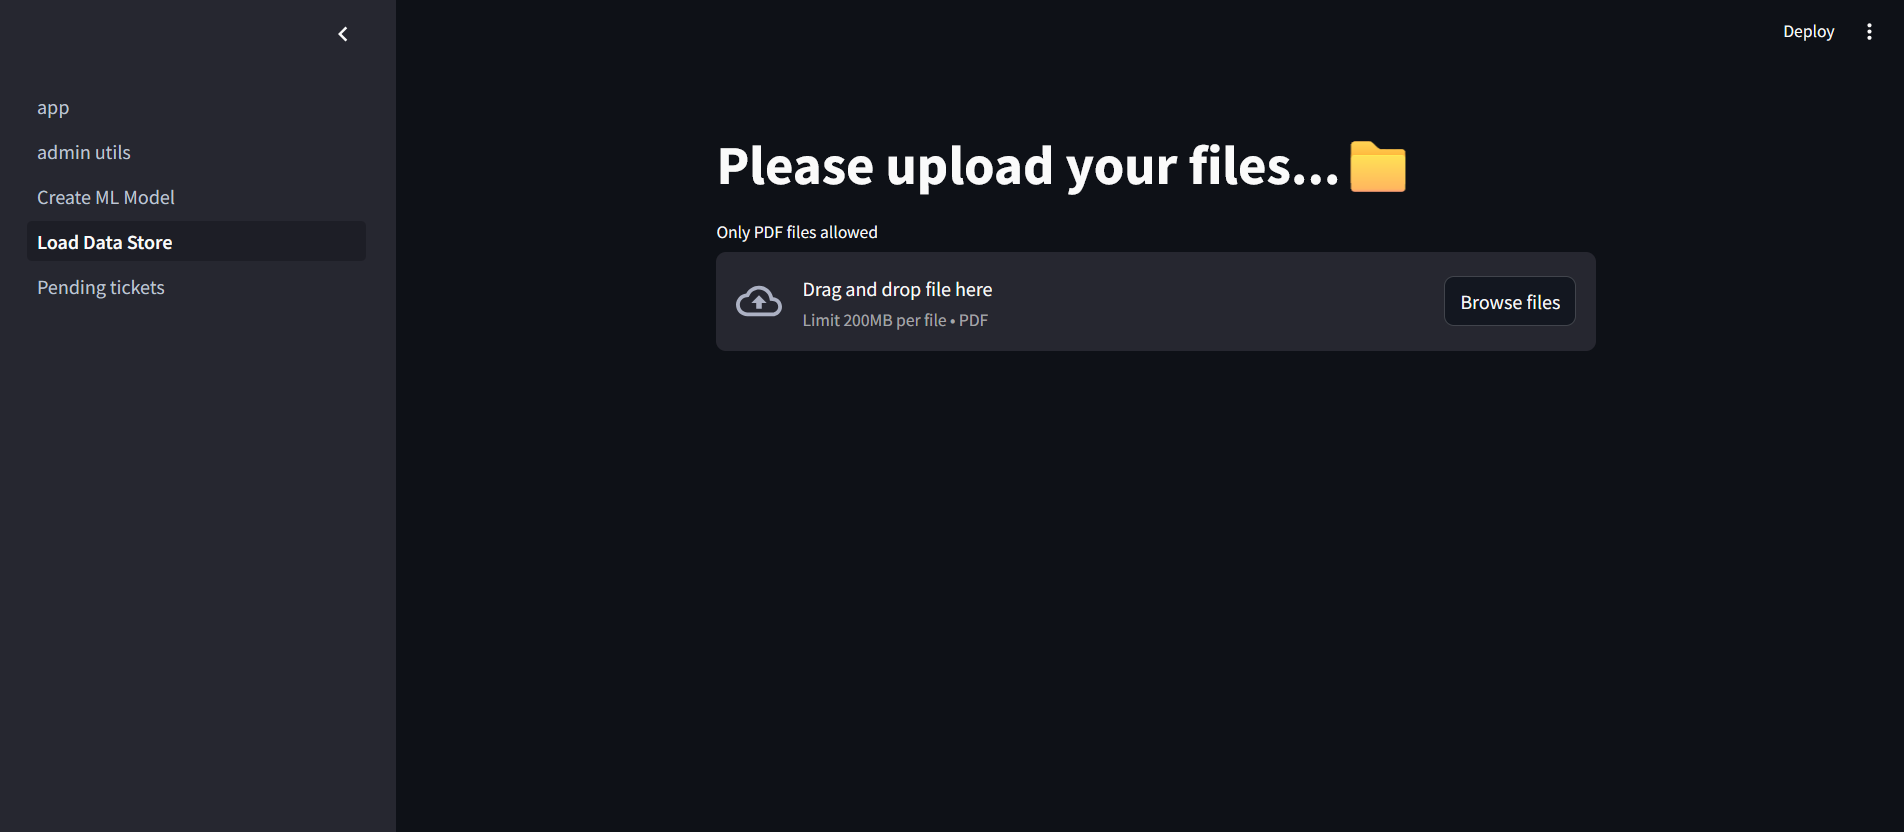 Deploy
app
admin utils
Create ML Model
Load Data Store
Pending tickets
Please upload your files...
Only PDF files allowed
Drag and drop file here
Limit 200MB per file • PDF
Browse files